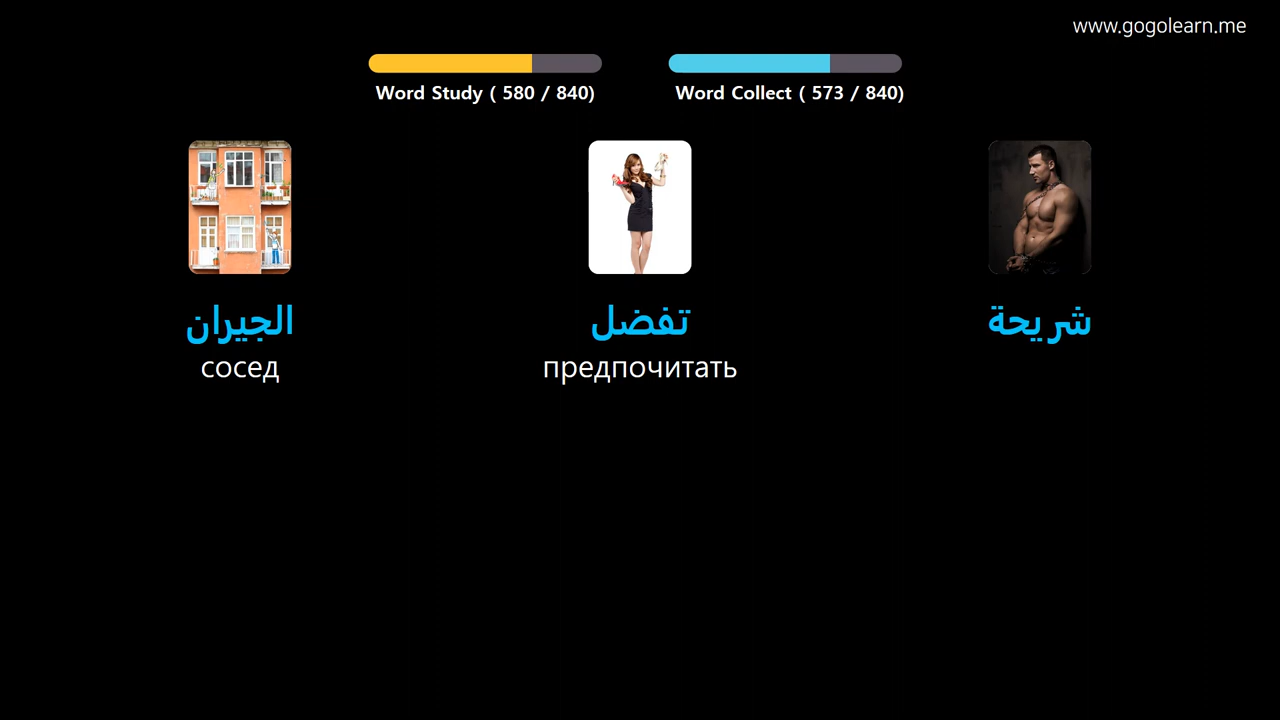 www.gogolearn.me
Word Study ( 580 / 840)
Word Collect ( 573 / 840)
الجيران
сосед
تفضل
предпочитать
شريحة